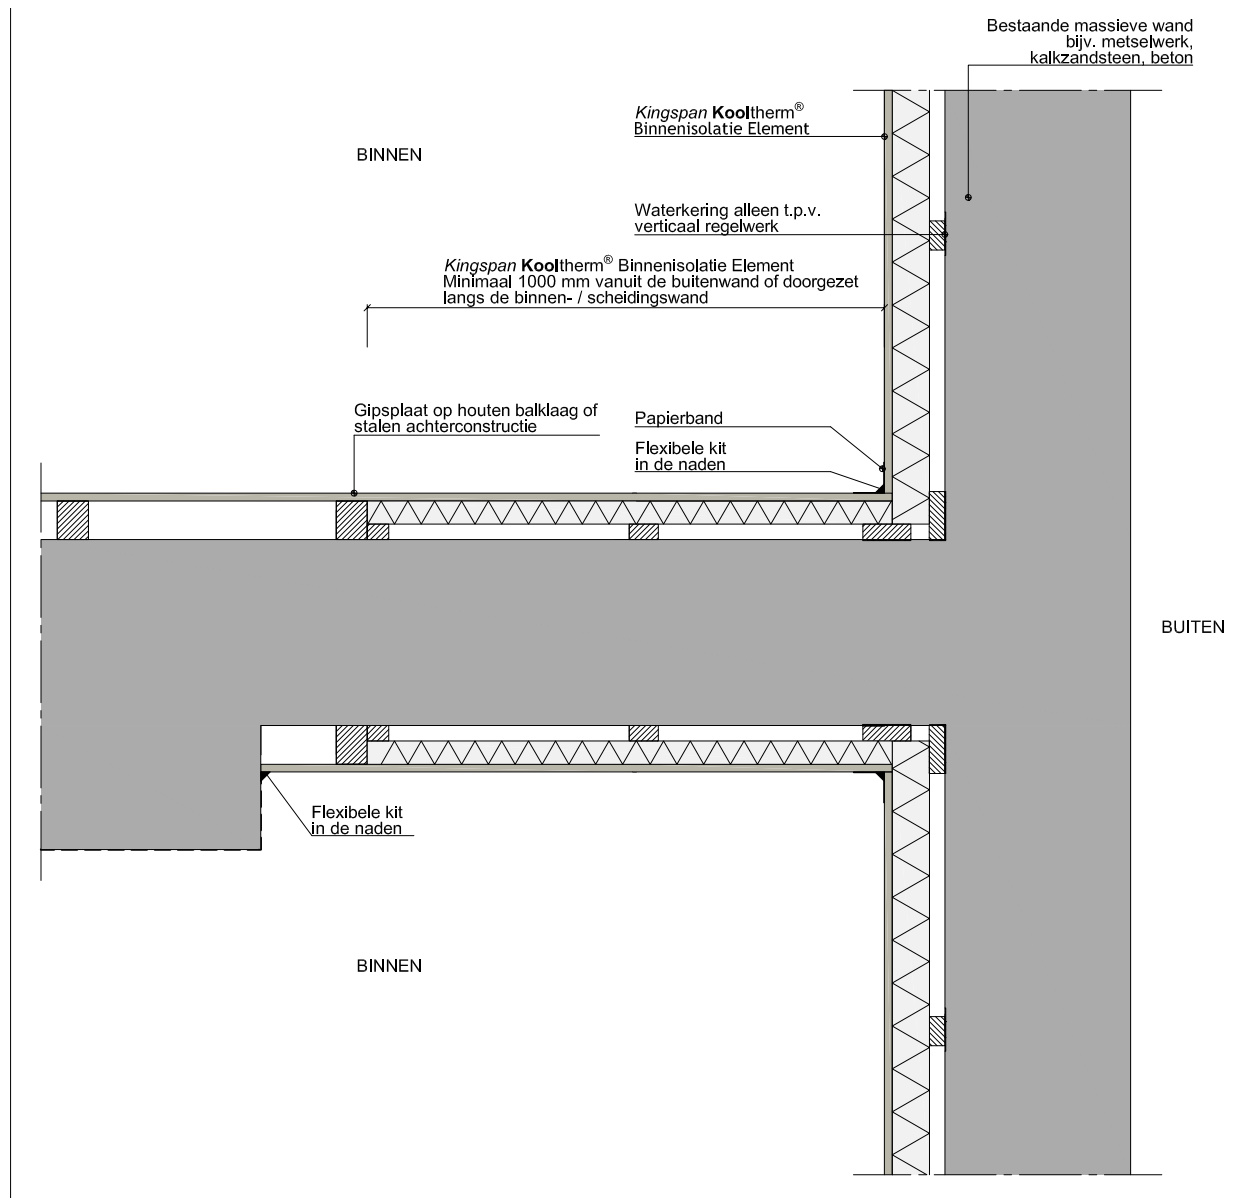 Bestaande massieve wand
bijv. metselwerk,
kalkzandsteen, beton
Kingspan Kooltherm®
Binnenisolatie Element
BINNEN
Waterkering alleen t.p.v.
verticaal regelwerk
Kingspan Kooltherm® Binnenisolatie Element
Minimaal 1000 mm vanuit de buitenwand of doorgezet
langs de binnen- / scheidingswand
Gipsplaat op houten balklaag of
stalen achterconstructie
Papierband
Flexibele kit
in de naden
BUITEN
Flexibele kit
in de naden
BINNEN